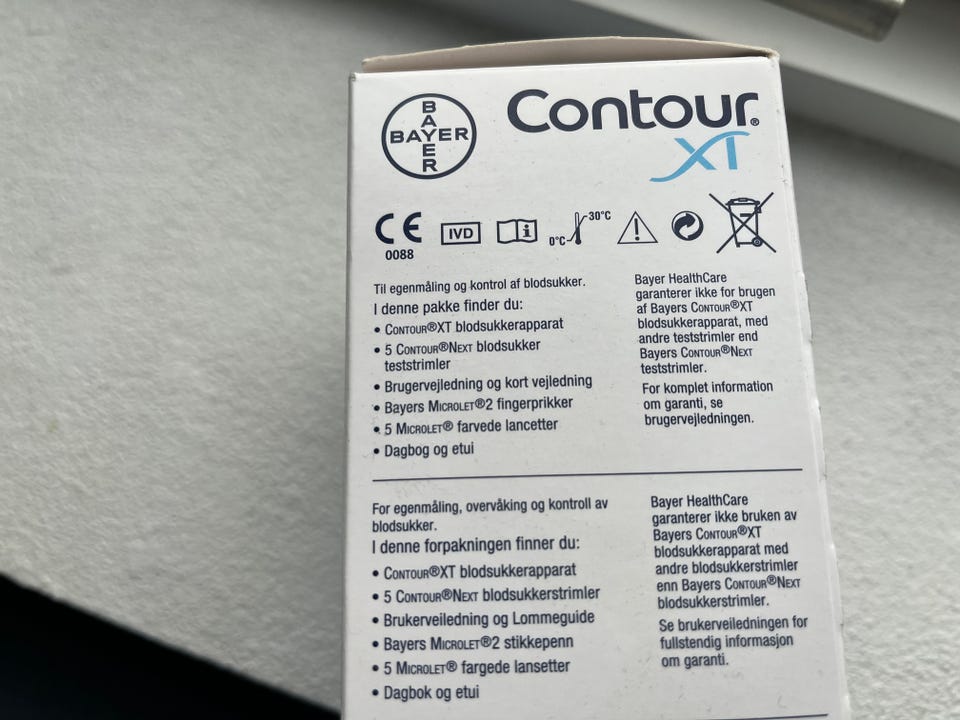 BAYER
BAYER
Contour®
XT
CE
0088
IVD
i
0°C
30°C
Til egenmåling og kontrol af blodsukker.
I denne pakke finder du:
• CONTOUR®XT blodsukkerapparat
• 5 CONTOUR®NEXT blodsukker
teststrimler
• Brugervejledning og kort vejledning
• Bayers MICROLET®2 fingerprikker
• 5 MICROLET® farvede lancetter
• Dagbog og etui
Bayer HealthCare
garanterer ikke for brugen
af Bayers CONTOUR®XT
blodsukkerapparat, med
andre teststrimler end
Bayers CONTOUR®NEXT
teststrimler.
For komplet information
om garanti, se
brugervejledningen.
For egenmåling, overvåking og kontroll av
blodsukker.
I denne forpakningen finner du:
• CONTOUR®XT blodsukkerapparat
• 5 CONTOUR®NEXT blodsukkerstrimler
• Brukerveiledning og Lommeguide
• Bayers MICROLET®2 stikkepenn
• 5 MICROLET® fargede lansetter
• Dagbok og etui
Bayer HealthCare
garanterer ikke bruken av
Bayers CONTOUR®XT
blodsukkerapparat med
andre blodsukkerstrimler
enn Bayers CONTOUR®NEXT
blodsukkerstrimler.
Se brukerveiledningen for
fullstendig informasjon
om garanti.